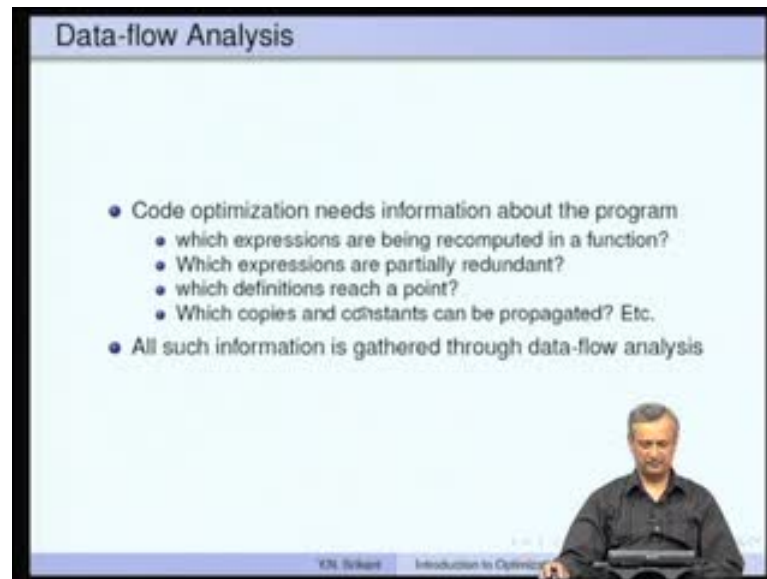 Data-flow Analysis
Code optimization needs information about the program
which expressions are being recomputed in a function?
Which expressions are partially redundant?
which definitions reach a point?
Which copies and constants can be propagated? Etc.
All such information is gathered through data-flow analysis
Y.N. Srikant Introduction to